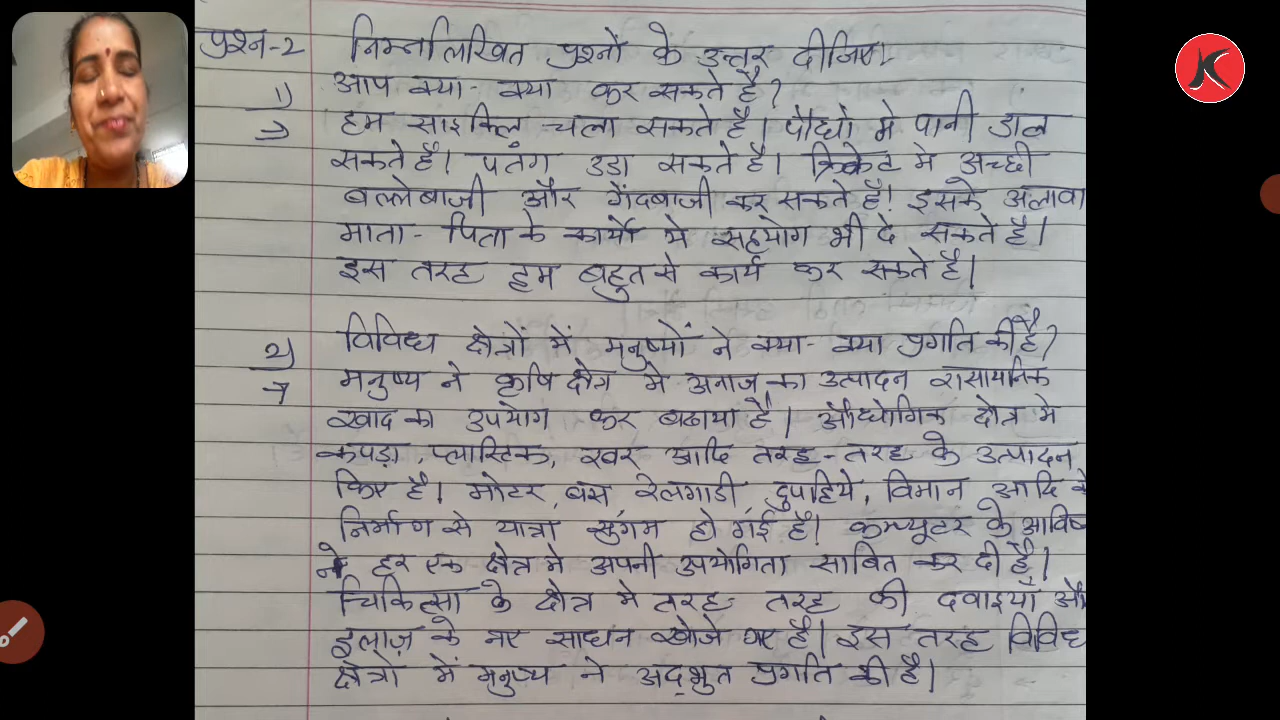 प्रश्न-2 निम्नलिखित प्रश्नों के उत्तर दीजिए।
1) आप क्या-क्या कर सकते है?
→ हम साइकिल चला सकते है। पौधो मे पानी डाल
सकते है। पतंग उडा सकते है। क्रिकेट मे अच्छी
बल्लेबाजी और गेंदबाजी कर सकते है। इसके अलावा
माता-पिता के कार्यो मे सहयोग भी दे सकते है।
इस तरह हम बहुत से कार्य कर सकते है।
2) विविध क्षेत्रों में मनुष्यों ने क्या-क्या प्रगति की है?
→ मनुष्य ने कृषि क्षेत्र मे अनाज का उत्पादन रासायनिक
खाद का उपयोग कर बढाया है। औध्योगिक क्षेत्र मे
कपड़ा, प्लास्टिक, रबर आदि तरह-तरह के उत्पादन
किए है। मोटर, बस रेलगाडी, दुपहिये, विमान आदि के
निर्माण से यात्रा सुगम हो गई है। कम्प्यूटर के आविष
ने हर एक क्षेत्र मे अपनी उपयोगिता साबित कर दी है।
चिकित्सा के क्षेत्र मे तरह-तरह की दवाइयाँ औ
इलाज़ के नए साधन खोजे गए है। इस तरह विविध
क्षेत्रो में मनुष्य ने अद्भुत प्रगति की है।
K